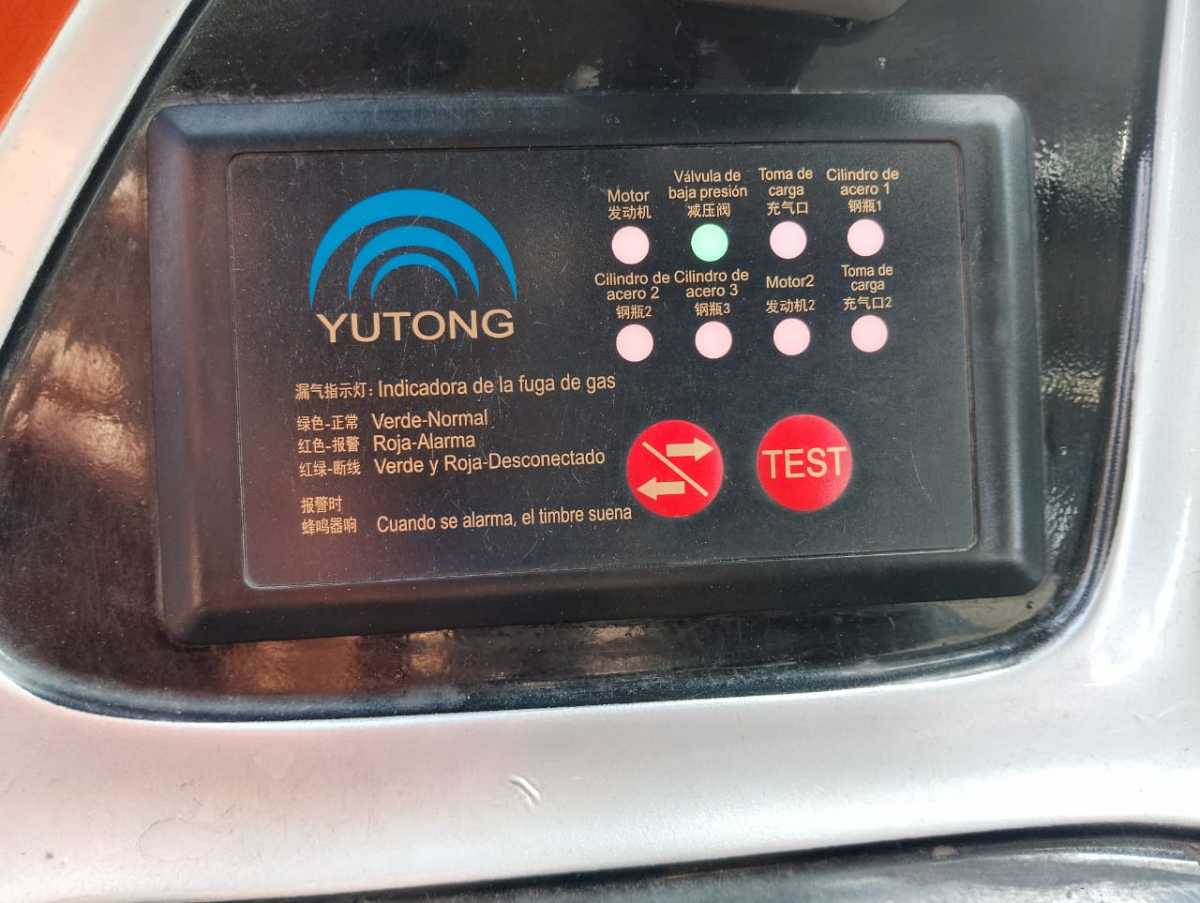 YUTONG
Motor
发动机
Válvula de
baja presión
减压阀
Toma de
carga
充气口
Cilindro de
acero 1
钢瓶1
Cilindro de
acero 2
钢瓶2
Cilindro de
acero 3
钢瓶3
Motor2
发动机2
Toma de
carga
充气口2
漏气指示灯: Indicadora de la fuga de gas
绿色-正常 Verde-Normal
红色-报警 Roja-Alarma
红绿-断线 Verde y Roja-Desconectado
报警时
蜂鸣器响 Cuando se alarma, el timbre suena
TEST